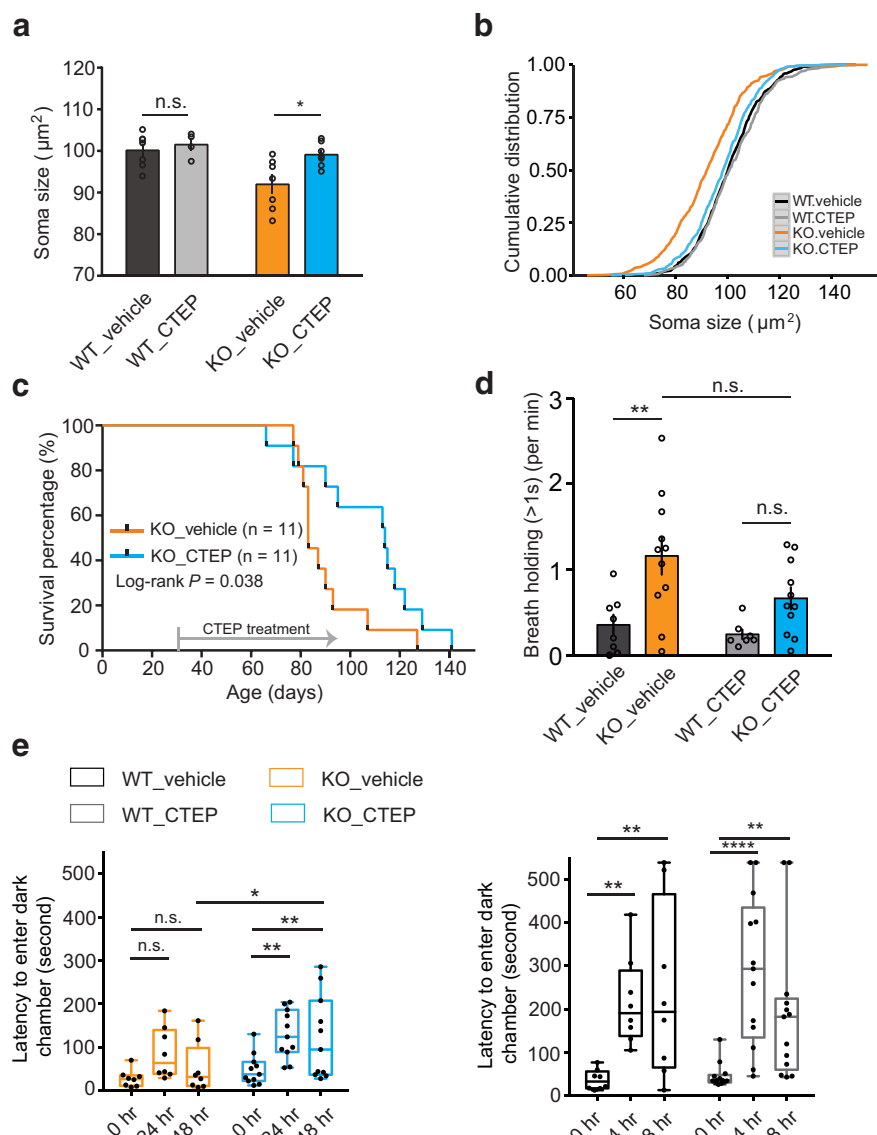 a
Soma size (μm²)
120
110
100
90
80
70
n.s.
*
WT_vehicle
WT_CTEP
KO_vehicle
KO_CTEP
b
Cumulative distribution
1.00
0.75
0.50
0.25
0.00
60
80
100
120
140
Soma size (μm²)
WT.vehicle
WT.CTEP
KO.vehicle
KO.CTEP
c
Survival percentage (%)
100
80
60
40
20
0
KO_vehicle (n = 11)
KO_CTEP (n = 11)
Log-rank P = 0.038
CTEP treatment
0 20 40 60 80 100 120 140
Age (days)
d
Breath holding (>1s) (per min)
3
2
1
0
n.s.
**
n.s.
WT_vehicle
KO_vehicle
WT_CTEP
KO_CTEP
e
WT_vehicle
KO_vehicle
WT_CTEP
KO_CTEP
Latency to enter dark
chamber (second)
500
400
300
200
100
0
*
n.s.
**
n.s.
**
0 hr
24 hr
48 hr
0 hr
24 hr
48 hr
Latency to enter dark
chamber (second)
500
400
300
200
100
0
**
**
**
****
hr
hr
hr
hr
hr
hr